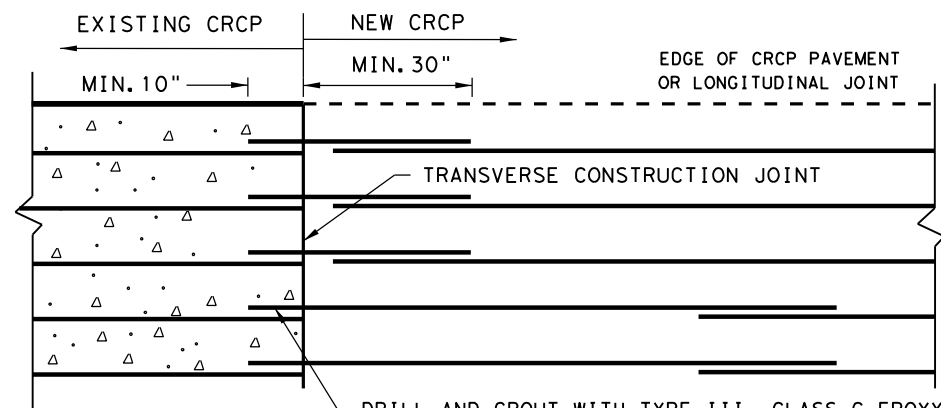 EXISTING CRCP
NEW CRCP
MIN. 10"
MIN. 30"
EDGE OF CRCP PAVEMENT
OR LONGITUDINAL JOINT
TRANSVERSE CONSTRUCTION JOINT
DRILL AND GROUT WITH TYPE III, CLASS C EPOXY